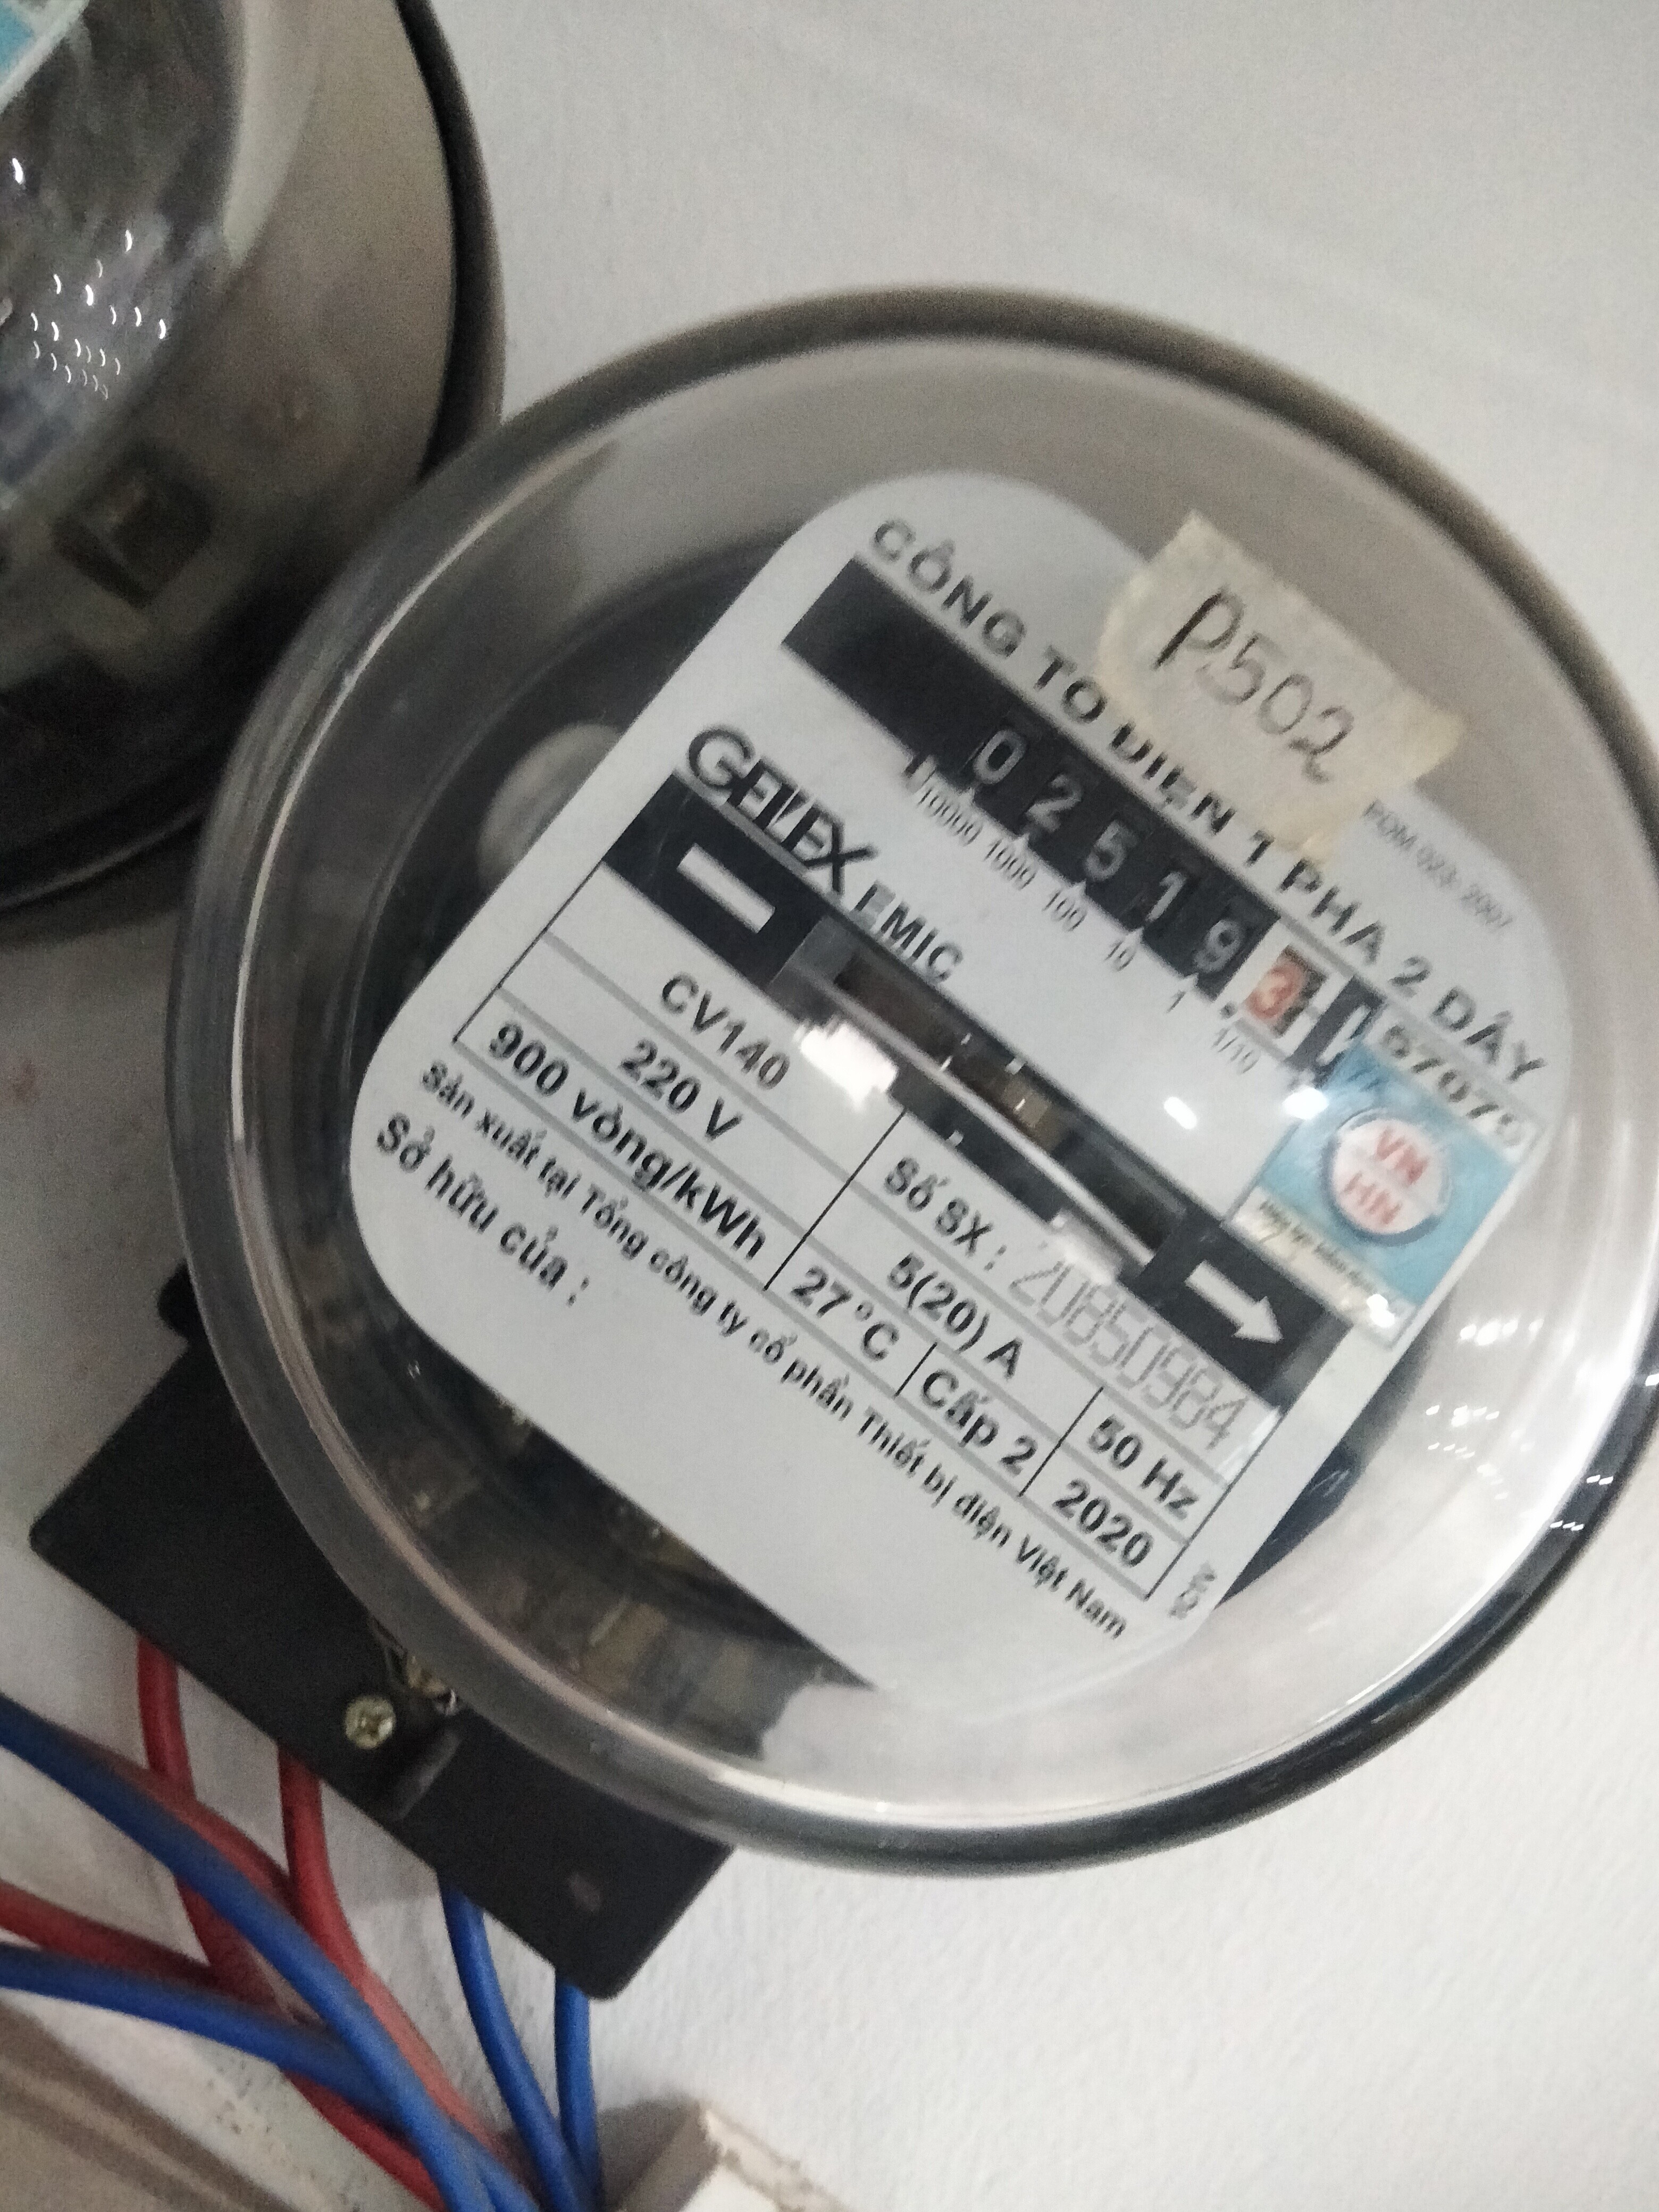 P502
CÔNG TƠ ĐIỆN 1 PHA 2 DÂY
PQM 023- 2007
0 2 5 1 9 3
10000 1000 100 10 1 1/10
GELEX EMIC
VN
HN
CV140
Số SX : 20850984
220 V
5(20) A
50 Hz
900 vòng/kWh
27°C
Cấp 2
2020
Sản xuất tại Tổng công ty cổ phần Thiết bị điện Việt Nam
Sở hữu của :